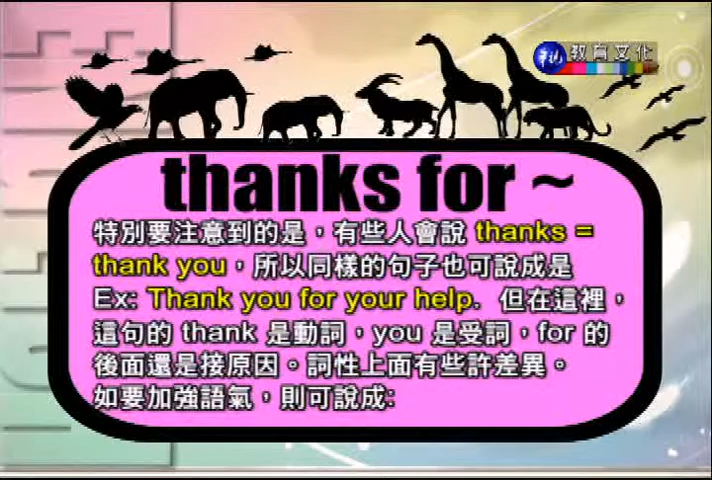 華視 教育文化
thanks for ~
特別要注意到的是，有些人會說 thanks =
thank you，所以同樣的句子也可說成是
Ex: Thank you for your help. 但在這裡，
這句的 thank 是動詞，you 是受詞，for 的
後面還是接原因。詞性上面有些許差異。
如要加強語氣，則可說成: